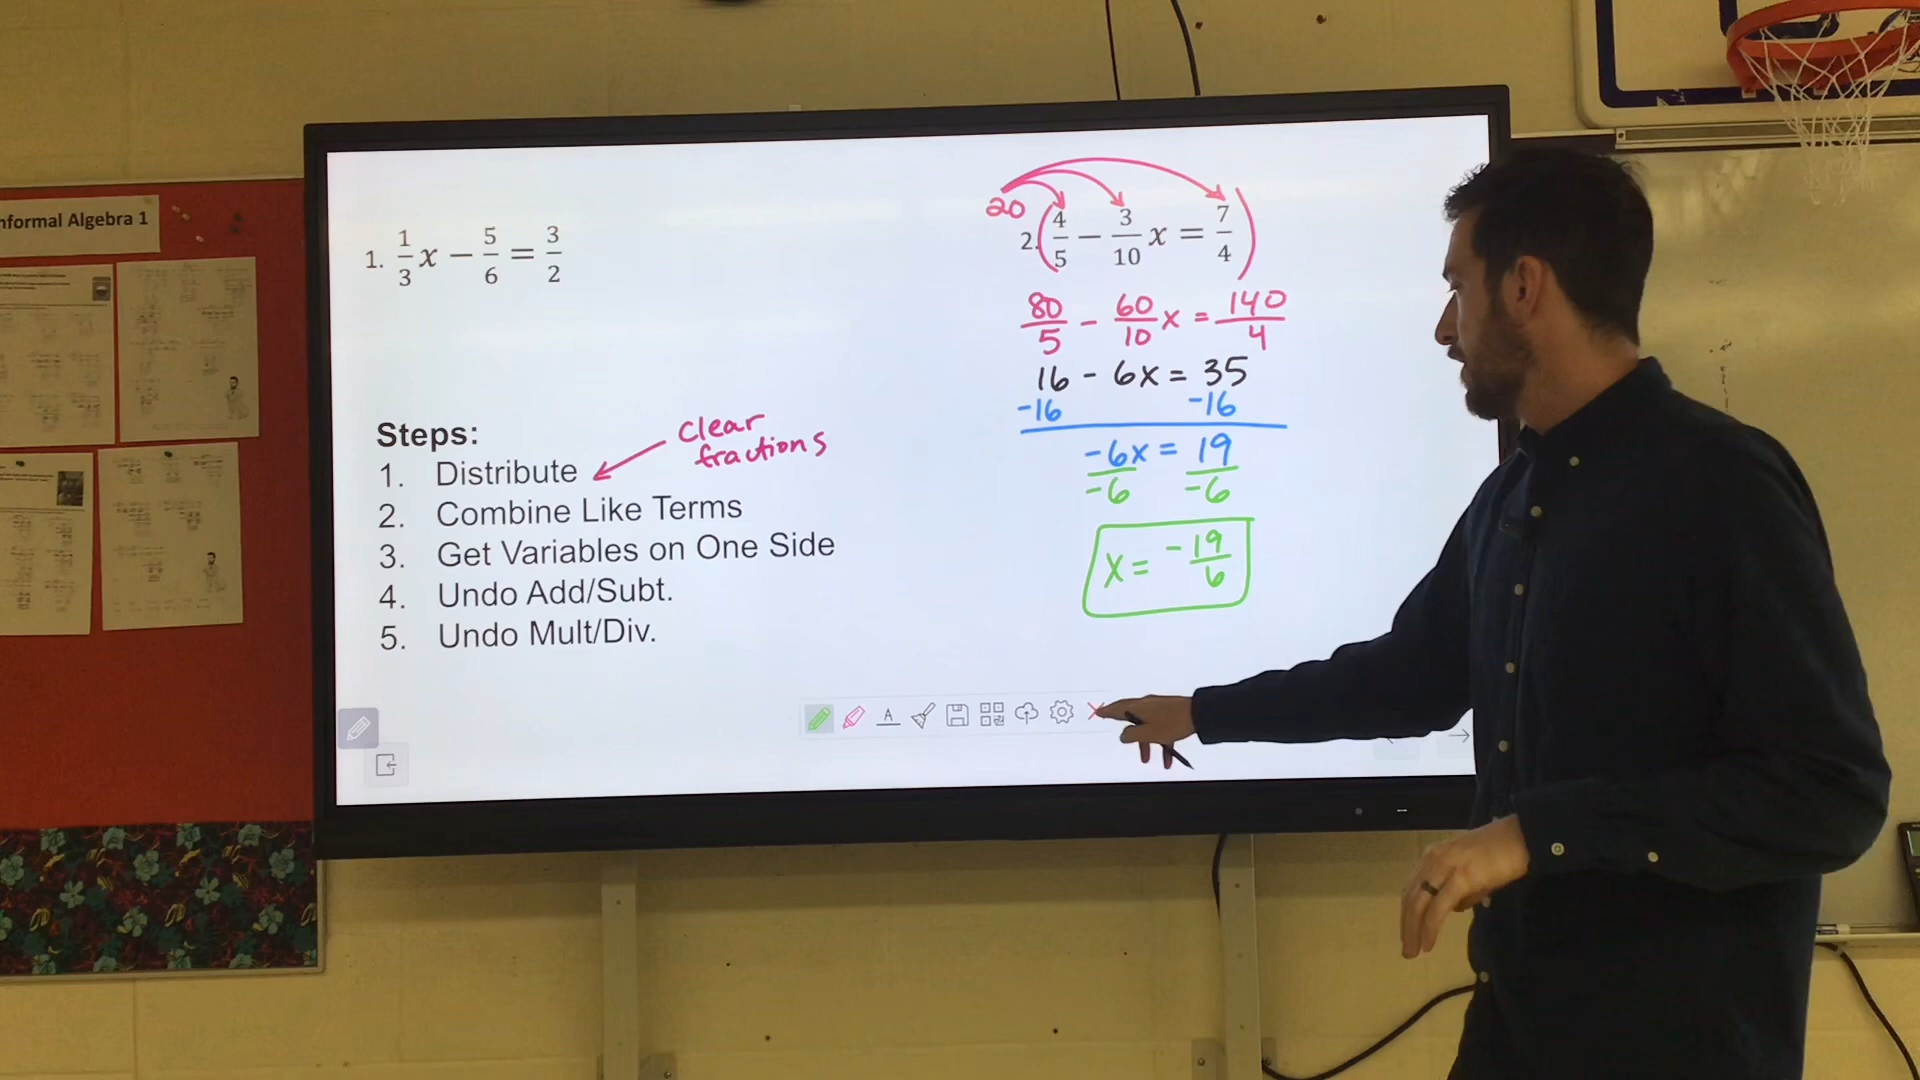 nformal Algebra 1
1. 1/3 x − 5/6 = 3/2
Steps:
1. Distribute
2. Combine Like Terms
3. Get Variables on One Side
4. Undo Add/Subt.
5. Undo Mult/Div.
clear
fractions
20
2. (4/5 − 3/10 x = 7/4)
80/5 - 60/10 x = 140/4
16 - 6x = 35
-16 -16
-6x = 19
-6 -6
x = -19/6
A